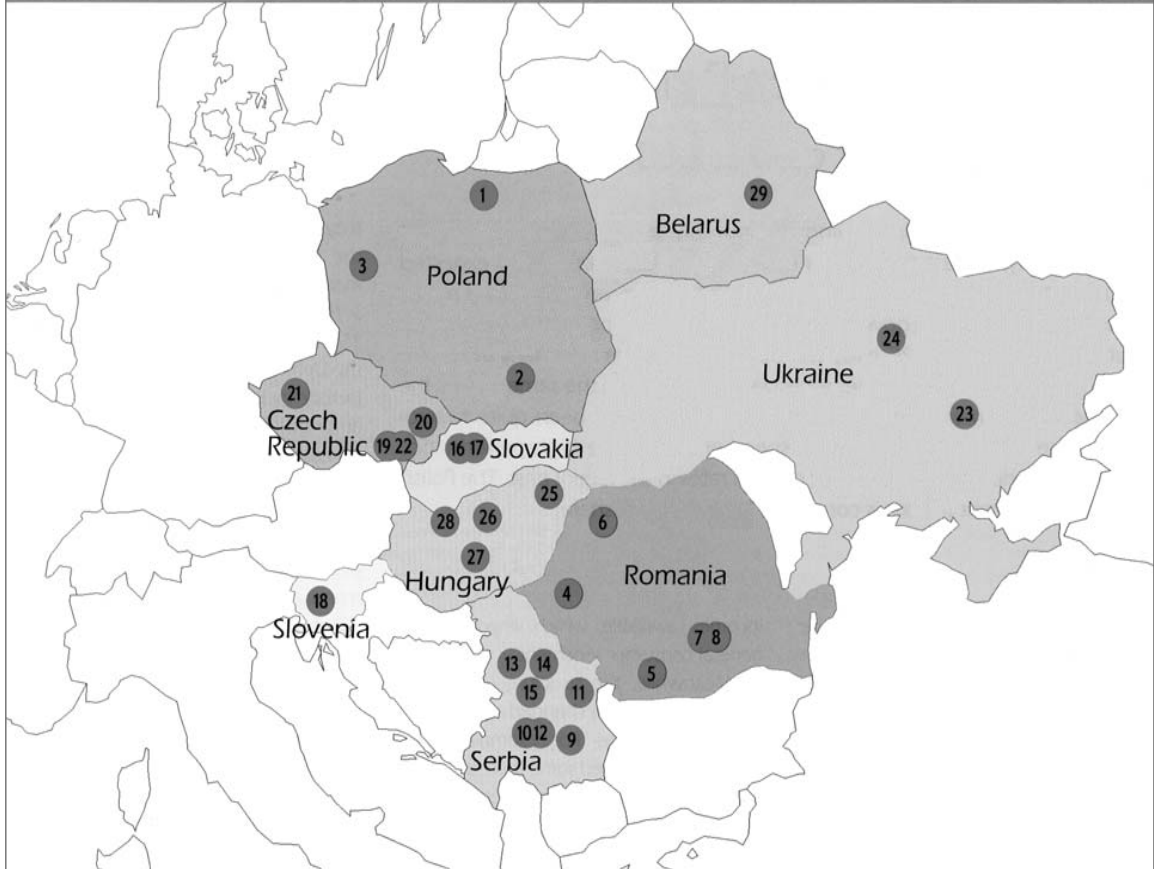 1
29
Belarus
3
Poland
24
2
Ukraine
21
23
20
Czech
Republic
19 22
16 17
Slovakia
25
28
26
6
27
Hungary
Romania
4
18
Slovenia
7 8
13
14
5
15
11
10 12
9
Serbia